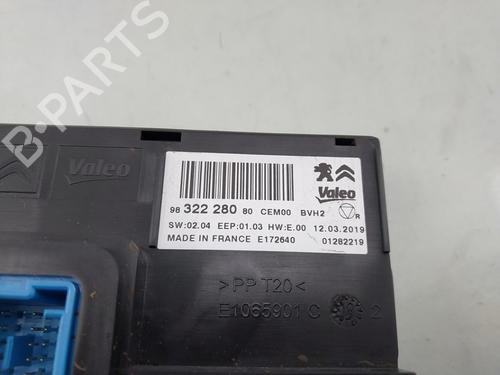 Valeo
Valeo
98 322 280 80 CEM00 BVH2 R
SW:02.04 EEP:01.03 HW:E.00 12.03.2019
MADE IN FRANCE E172640 01282219
>PP T20<
E1065901 C 2
B